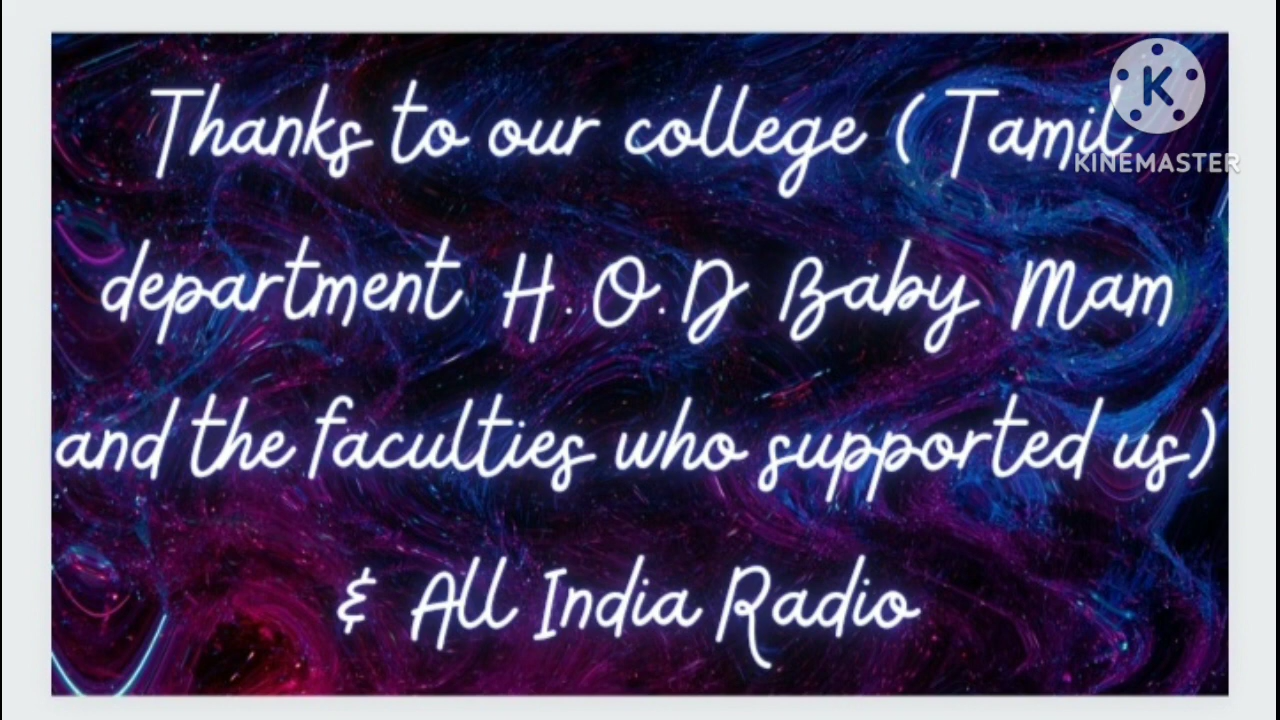 Thanks to our college ( Tamil
KINEMASTER
department H.O.D Baby Mam
and the faculties who supported us)
& All India Radio